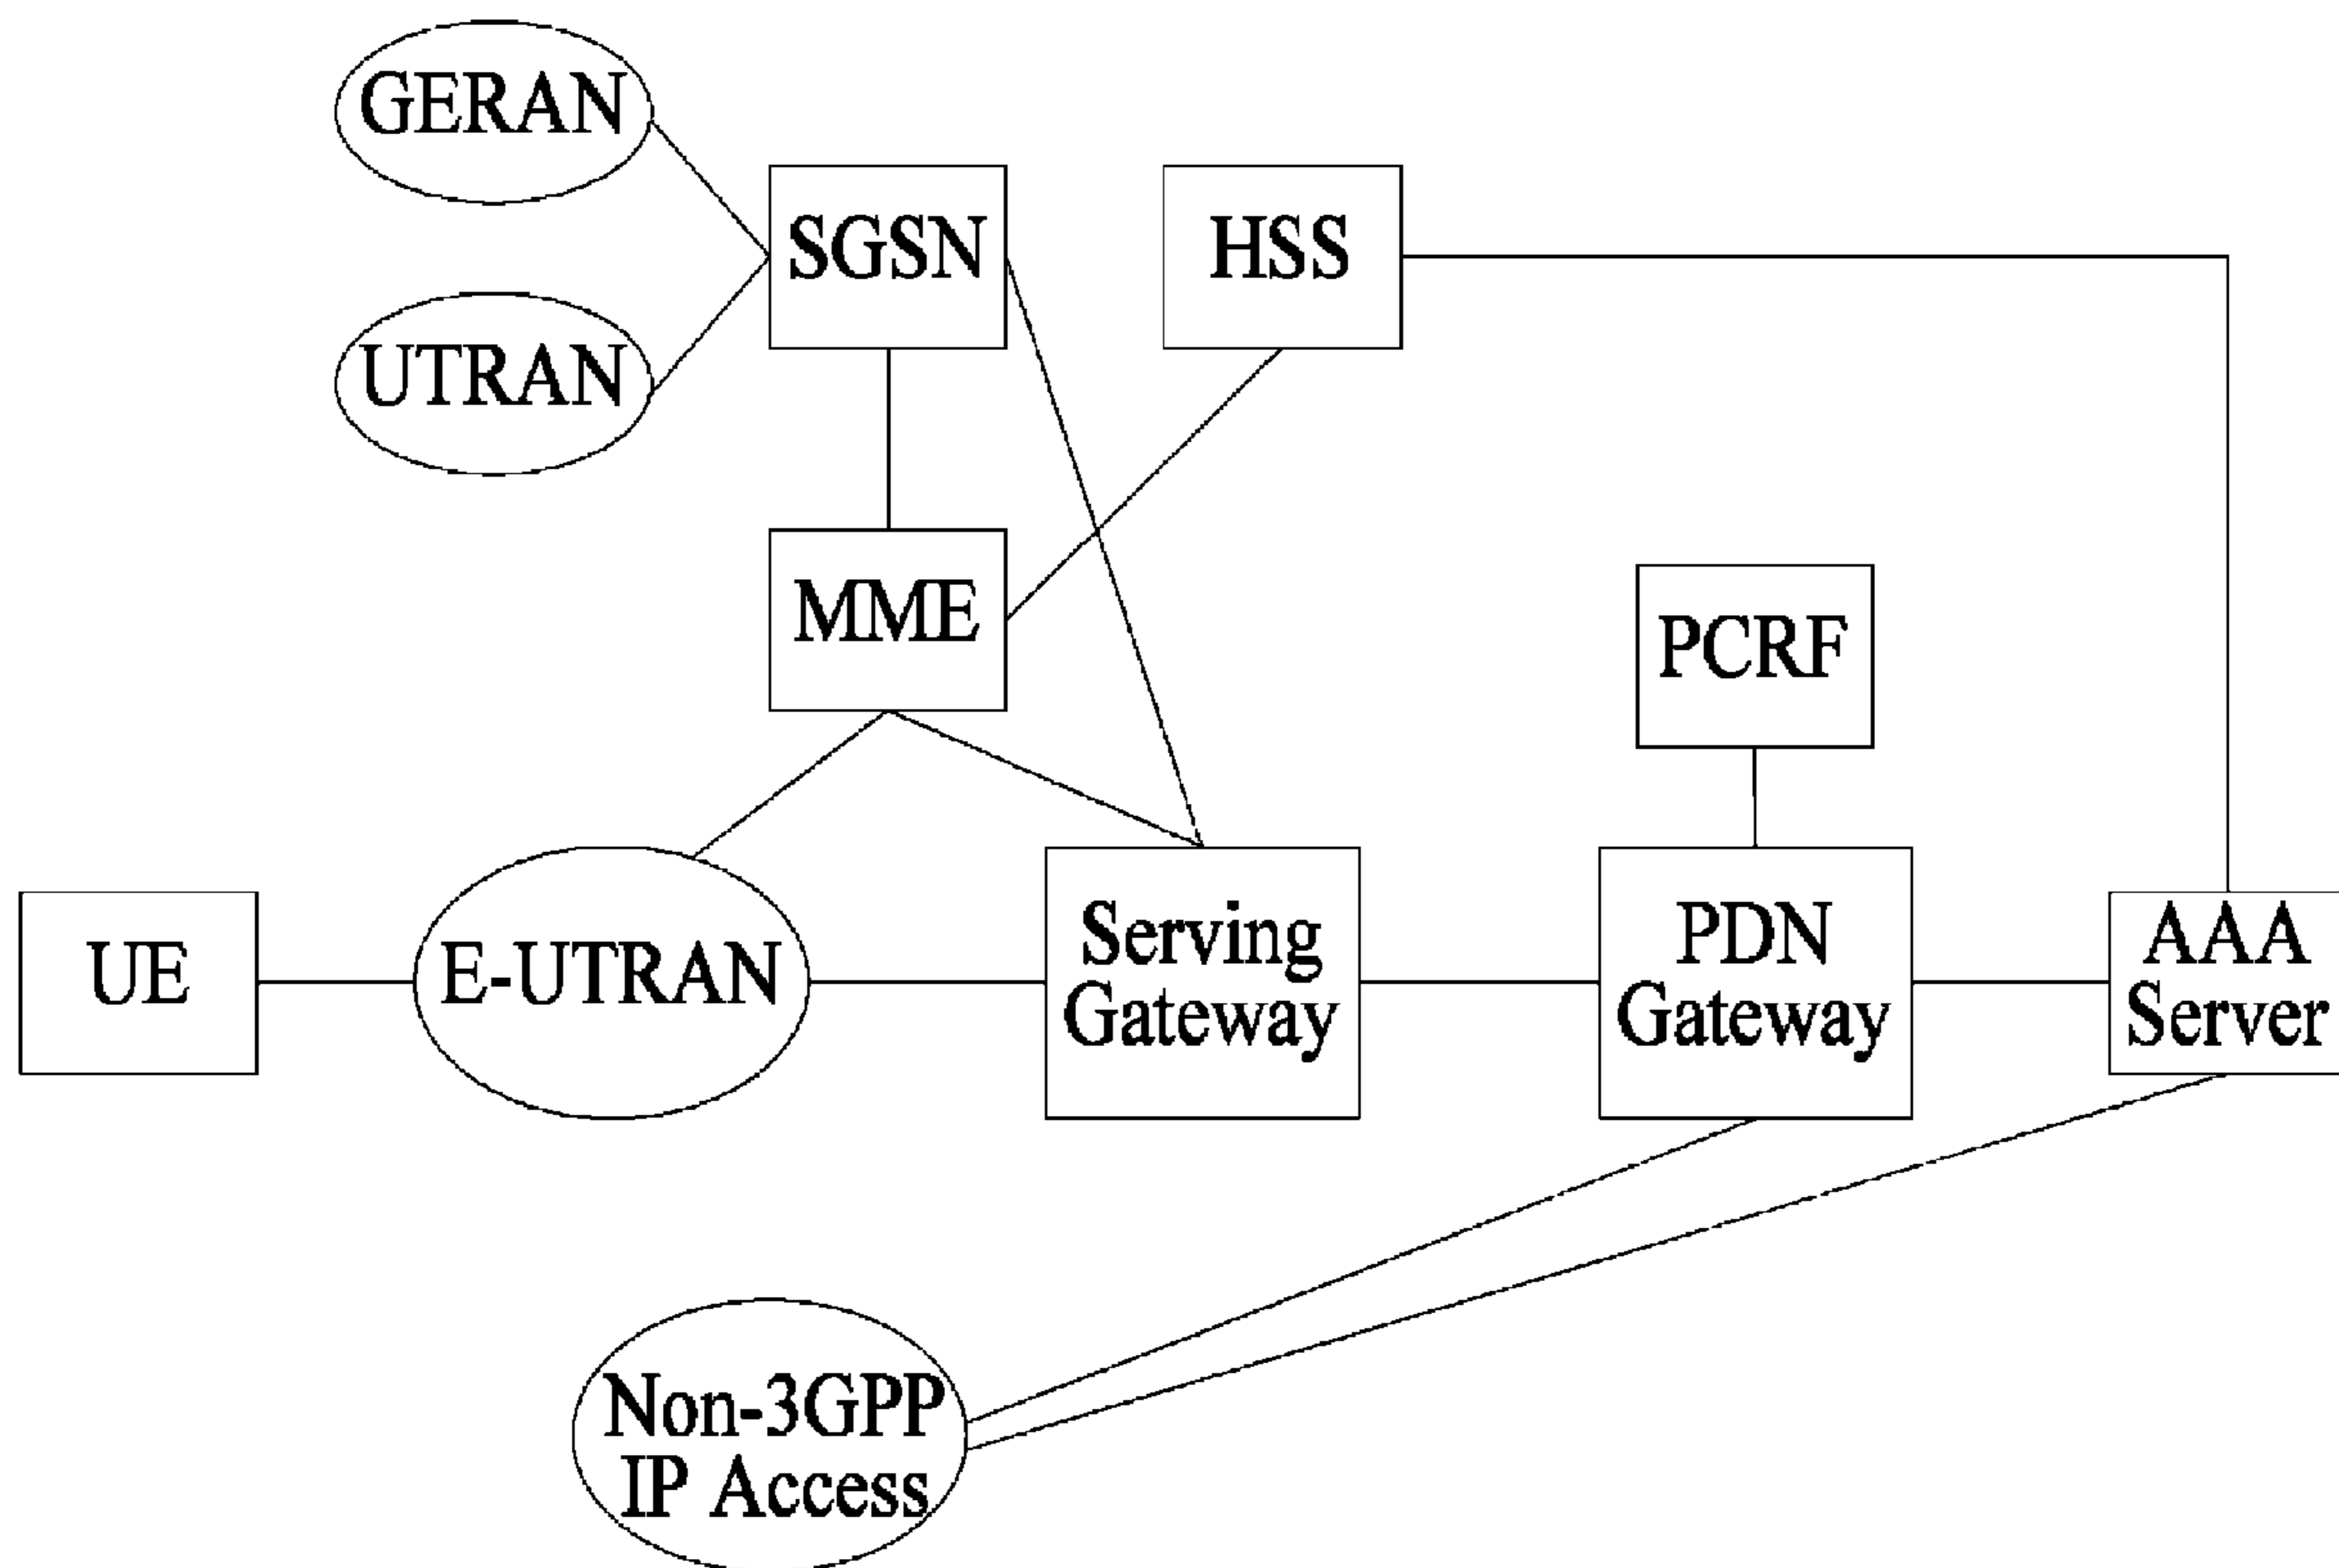 GERAN
SGSN
HSS
UTRAN
MME
PCRF
UE
E-UTRAN
Serving
Gateway
PDN
Gateway
AAA
Server
Non-3GPP
IP Access